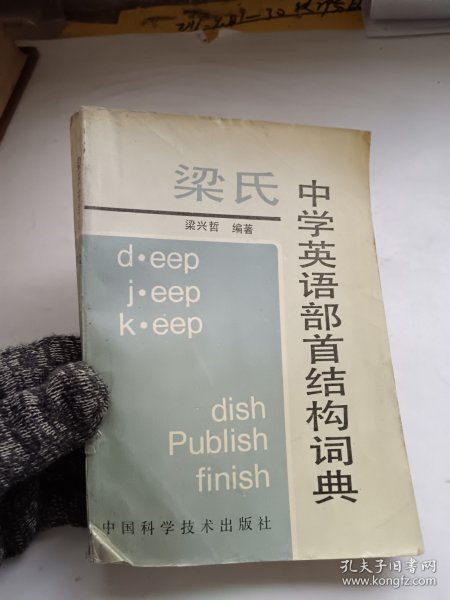 梁氏
中学英语部首结构词典
梁兴哲 编著
d·eep
j·eep
k·eep
dish
Publish
finish
中国科学技术出版社
孔夫子旧书网
www.kongfz.com